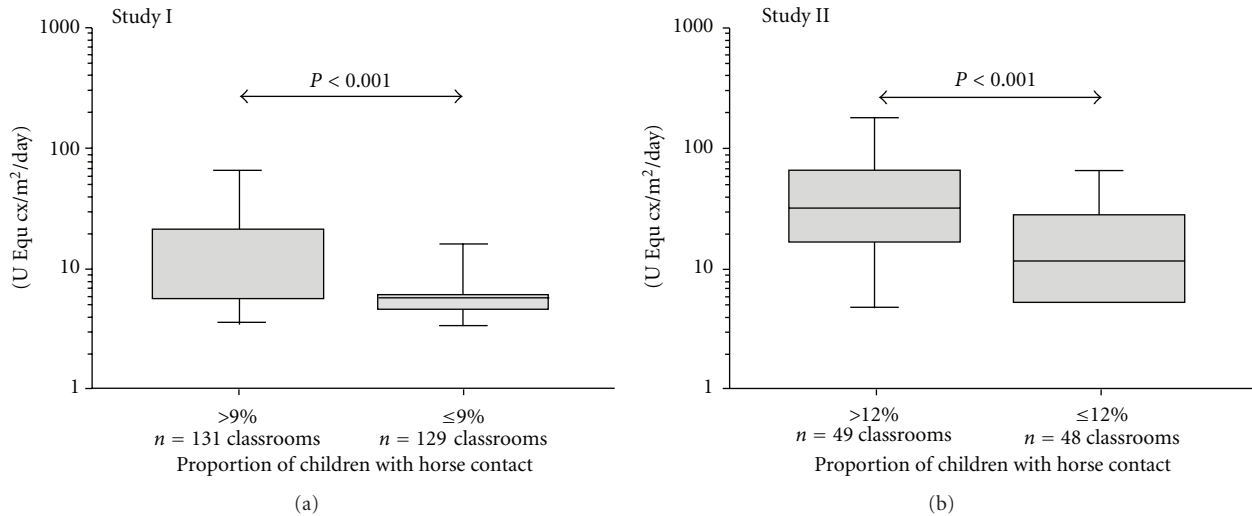 Study I
1000
100
10
1
(U Equ cx/m²/day)
P < 0.001
>9%
n = 131 classrooms
≤9%
n = 129 classrooms
Proportion of children with horse contact
(a)
Study II
1000
100
10
1
(U Equ cx/m²/day)
P < 0.001
>12%
n = 49 classrooms
≤12%
n = 48 classrooms
Proportion of children with horse contact
(b)